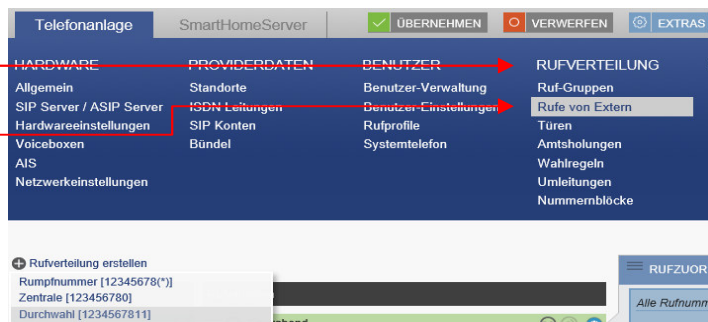 Telefonanlage SmartHomeServer ÜBERNEHMEN VERWERFEN EXTRAS
HARDWARE PROVIDERDATEN BENUTZER RUFVERTEILUNG
Allgemein Standorte Benutzer-Verwaltung Ruf-Gruppen
SIP Server / ASIP Server ISDN Leitungen Benutzer-Einstellungen Rufe von Extern
Hardwareeinstellungen SIP Konten Rufprofile Türen
Voiceboxen Bündel Systemtelefon Amtsholungen
AIS Wahlregeln
Netzwerkeinstellungen Umleitungen
Nummernblöcke
Rufverteilung erstellen RUFZUOR
Rumpfnummer [12345678(*)]
Zentrale [123456780] Alle Rufnumm
Durchwahl [1234567811]